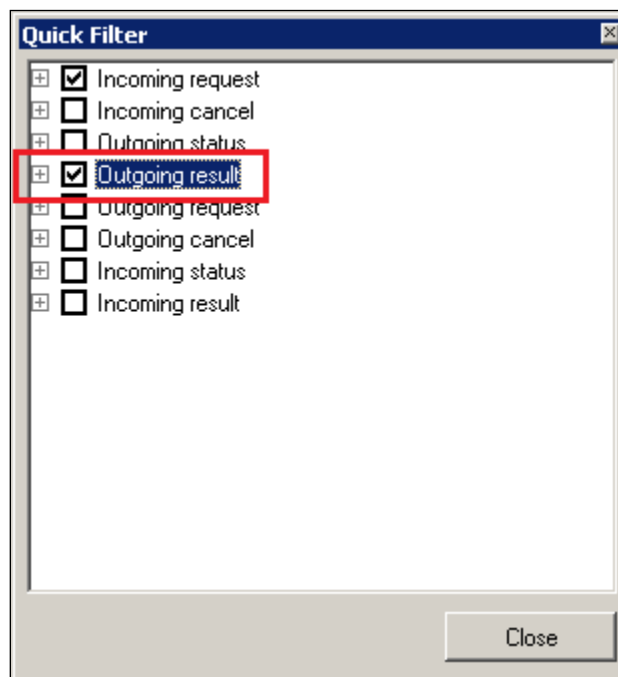 Quick Filter
Incoming request
Incoming cancel
Outgoing status
Outgoing result
Outgoing request
Outgoing cancel
Incoming status
Incoming result
Close